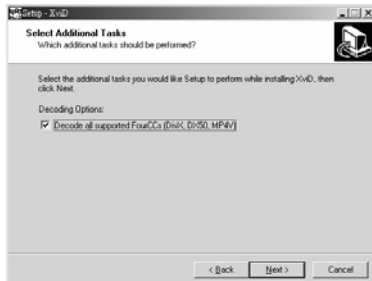 Setup - XviD
Select Additional Tasks
Which additional tasks should be performed?
Select the additional tasks you would like Setup to perform while installing XviD, then
click Next.
Decoding Options:
Decode all supported FourCCs (DivX, DX50, MP4V)
< Back
Next >
Cancel